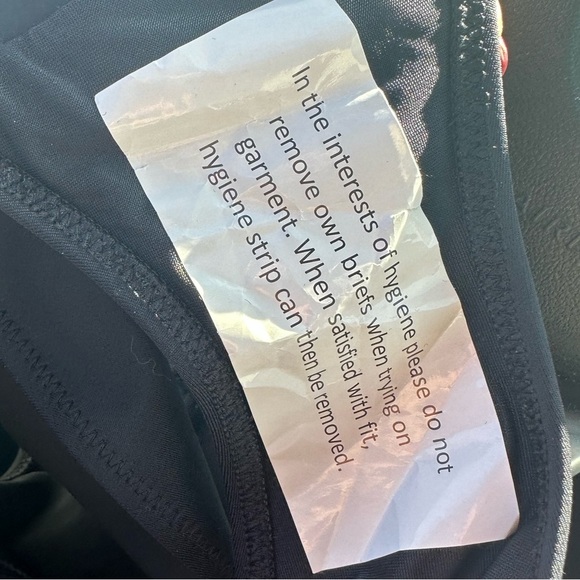 In the interests of hygiene please do not
remove own briefs when trying on
garment. When satisfied with fit,
hygiene strip can then be removed.